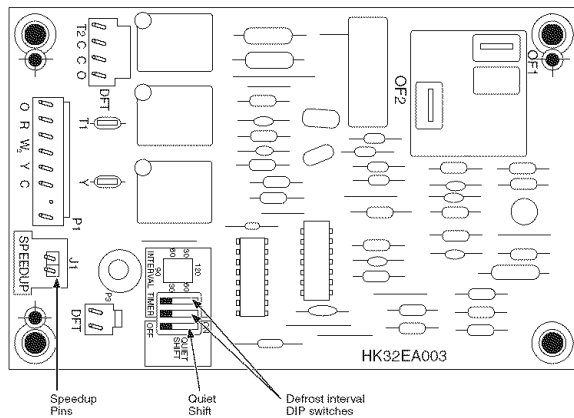 T2 C C O
DFT
OF1
OF2
T1
O R W2 Y C
Y
P1
SPEEDUP
J1
P3
DFT
INTERVAL TIMER OFF
30
60
120
90
30
60
ON
QUIET
SHIFT
HK32EA003
Speedup
Pins
Quiet
Shift
Defrost interval
DIP switches